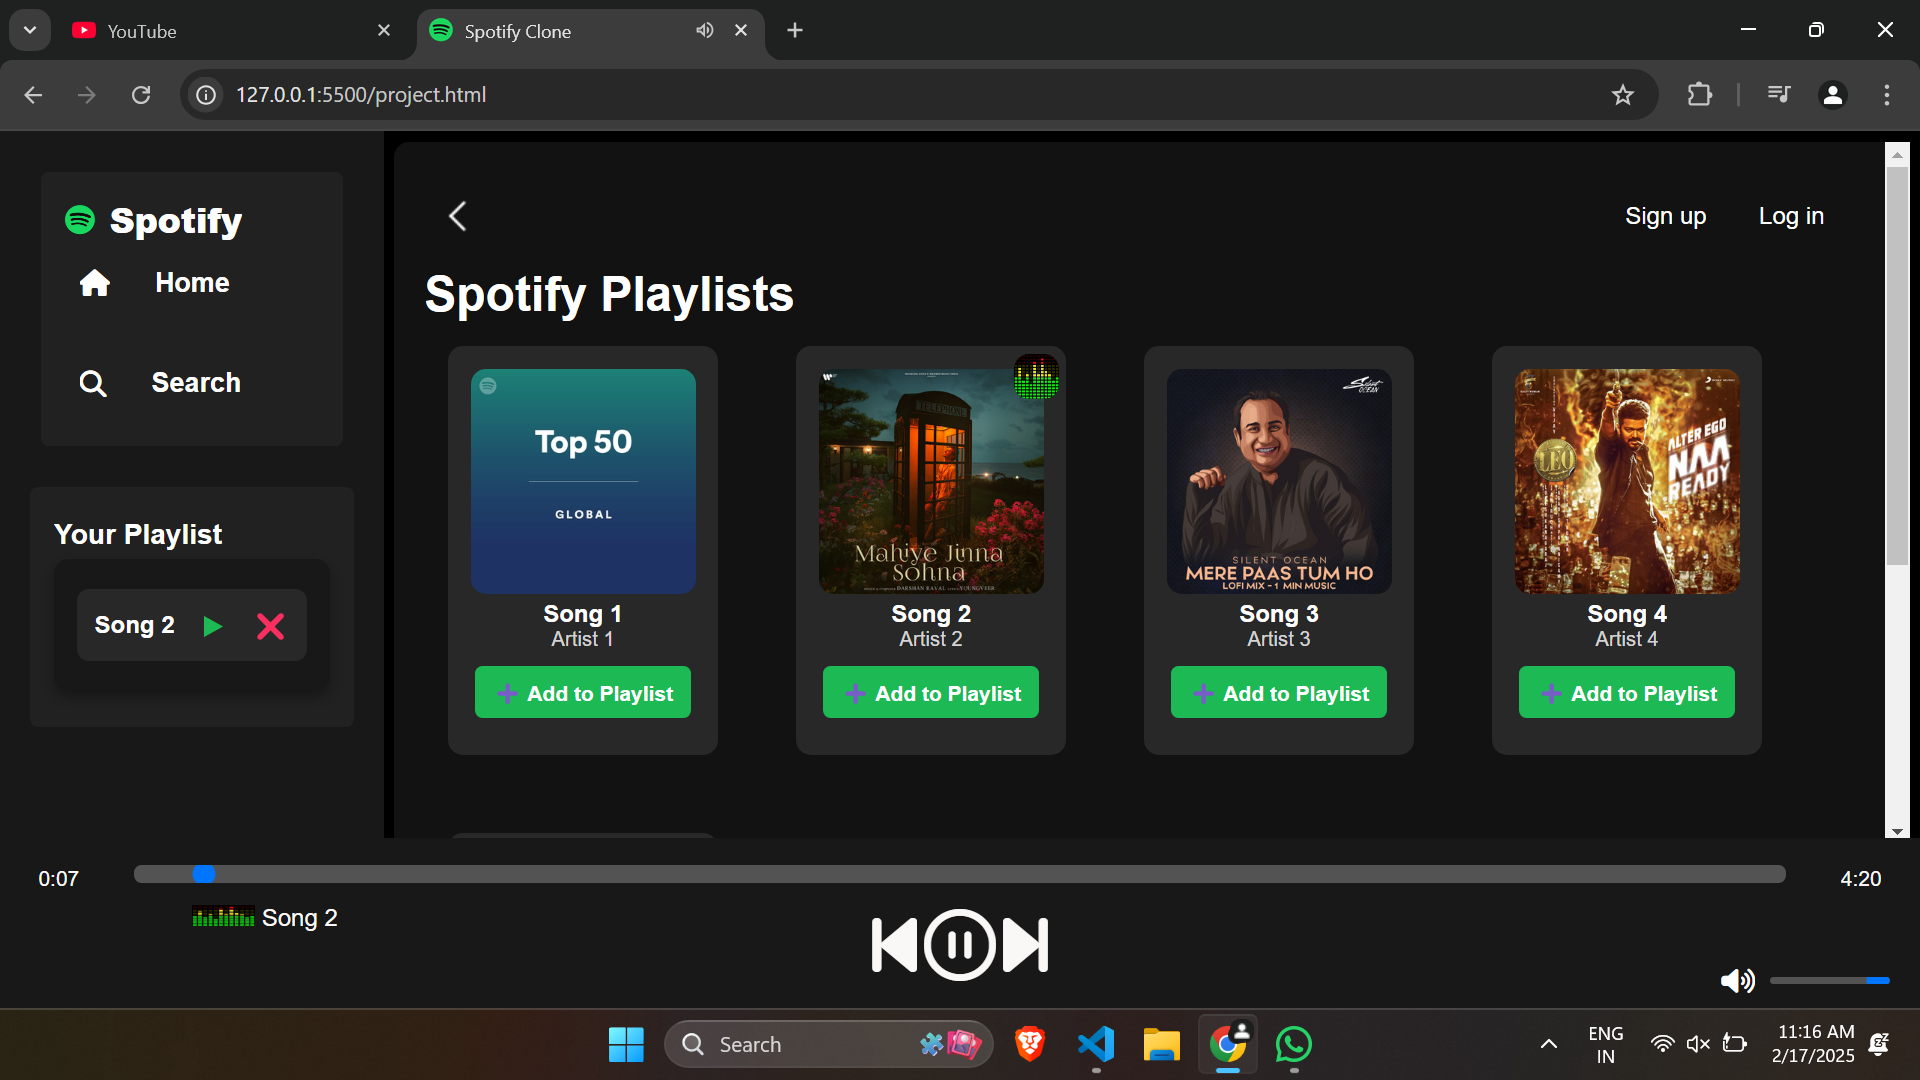 YouTube
Spotify Clone
127.0.0.1:5500/project.html
Spotify
Home
Search
Your Playlist
Song 2
Sign up
Log in
Spotify Playlists
Top 50
GLOBAL
Song 1
Artist 1
Add to Playlist
TELEPHONE
Mahiye Jinna
Sohna
Song 2
Artist 2
Add to Playlist
Silent
OCEAN
SILENT OCEAN
MERE PAAS TUM HO
LOFI MIX - 1 MIN MUSIC
Song 3
Artist 3
Add to Playlist
LEO
ALTER EGO
NAA
READY
Song 4
Artist 4
Add to Playlist
0:07
4:20
Song 2
Search
ENG
IN
11:16 AM
2/17/2025